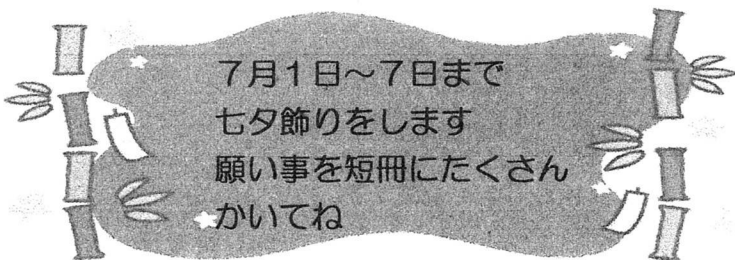 7月1日～7日まで
七夕飾りをします
願い事を短冊にたくさん
かいてね